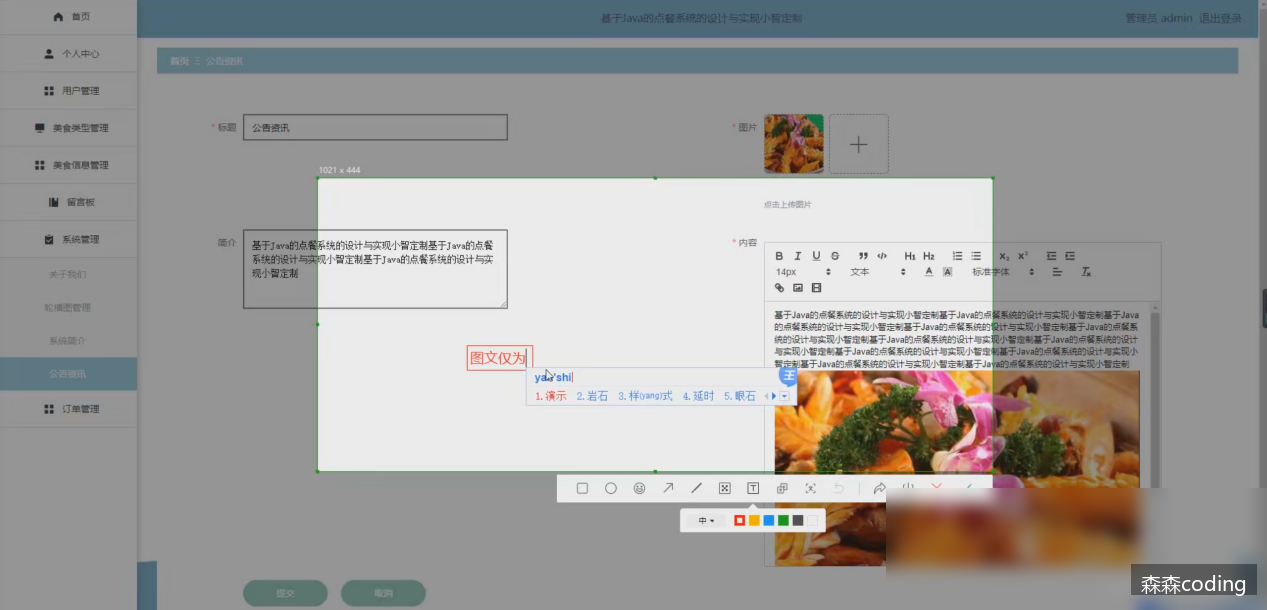 首页
基于Java的点餐系统的设计与实现小智定制
管理员 admin 退出登录
个人中心
首页 公告资讯
用户管理
美食类型管理
* 标题 公告资讯
* 图片
美食信息管理
1021 x 444
留言板
点击上传图片
系统管理
简介
基于Java的点餐系统的设计与实现小智定制基于Java的点餐
系统的设计与实现小智定制基于Java的点餐系统的设计与实
现小智定制
* 内容
B I U S ” </> H1 H2 X₂ X²
14px 文本 A A 标准字体 Tx
关于我们
轮播图管理
系统简介
公告资讯
订单管理
基于Java的点餐系统的设计与实现小智定制基于Java的点餐系统的设计与实现小智定制基于Java
的点餐系统的设计与实现小智定制基于Java的点餐系统的设计与实现小智定制基于Java的点餐系
统的设计与实现小智定制基于Java的点餐系统的设计与实现小智定制基于Java的点餐系统的设计
与实现小智定制基于Java的点餐系统的设计与实现小智定制基于Java的点餐系统的设计与实现小
智定制基于Java的点餐系统的设计与实现小智定制基于Java的点餐系统的设计与实现小智定制
图文仅为
yan'shi
1.演示 2.岩石 3.样(yang)式 4.延时 5.眼石
中
提交 取消
森森coding